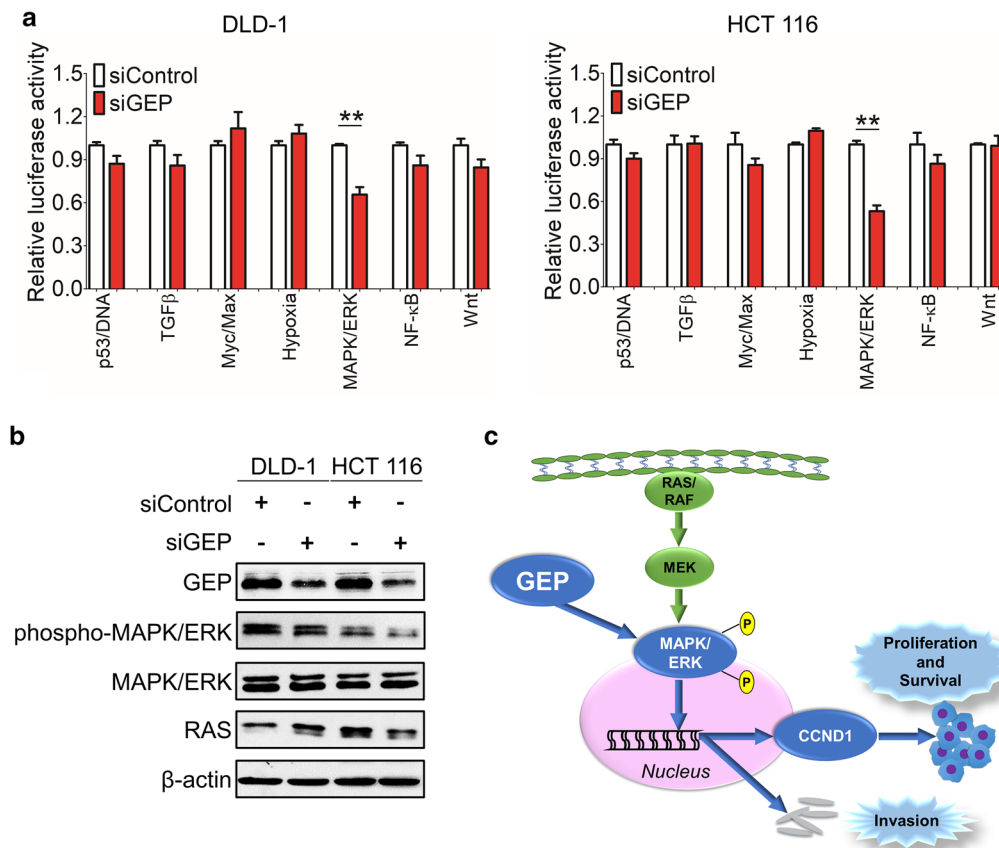 a
DLD-1
Relative luciferase activity
1.5
1.2
0.9
0.6
0.3
0.0
siControl
siGEP
**
p53/DNA
TGFβ
Myc/Max
Hypoxia
MAPK/ERK
NF-κB
Wnt
HCT 116
Relative luciferase activity
1.5
1.2
0.9
0.6
0.3
0.0
siControl
siGEP
**
p53/DNA
TGFβ
Myc/Max
Hypoxia
MAPK/ERK
NF-κB
Wnt
b
DLD-1 HCT 116
siControl + - + -
siGEP - + - +
GEP
phospho-MAPK/ERK
MAPK/ERK
RAS
β-actin
c
RAS/
RAF
MEK
GEP
MAPK/
ERK
P
P
Nucleus
CCND1
Proliferation
and
Survival
Invasion